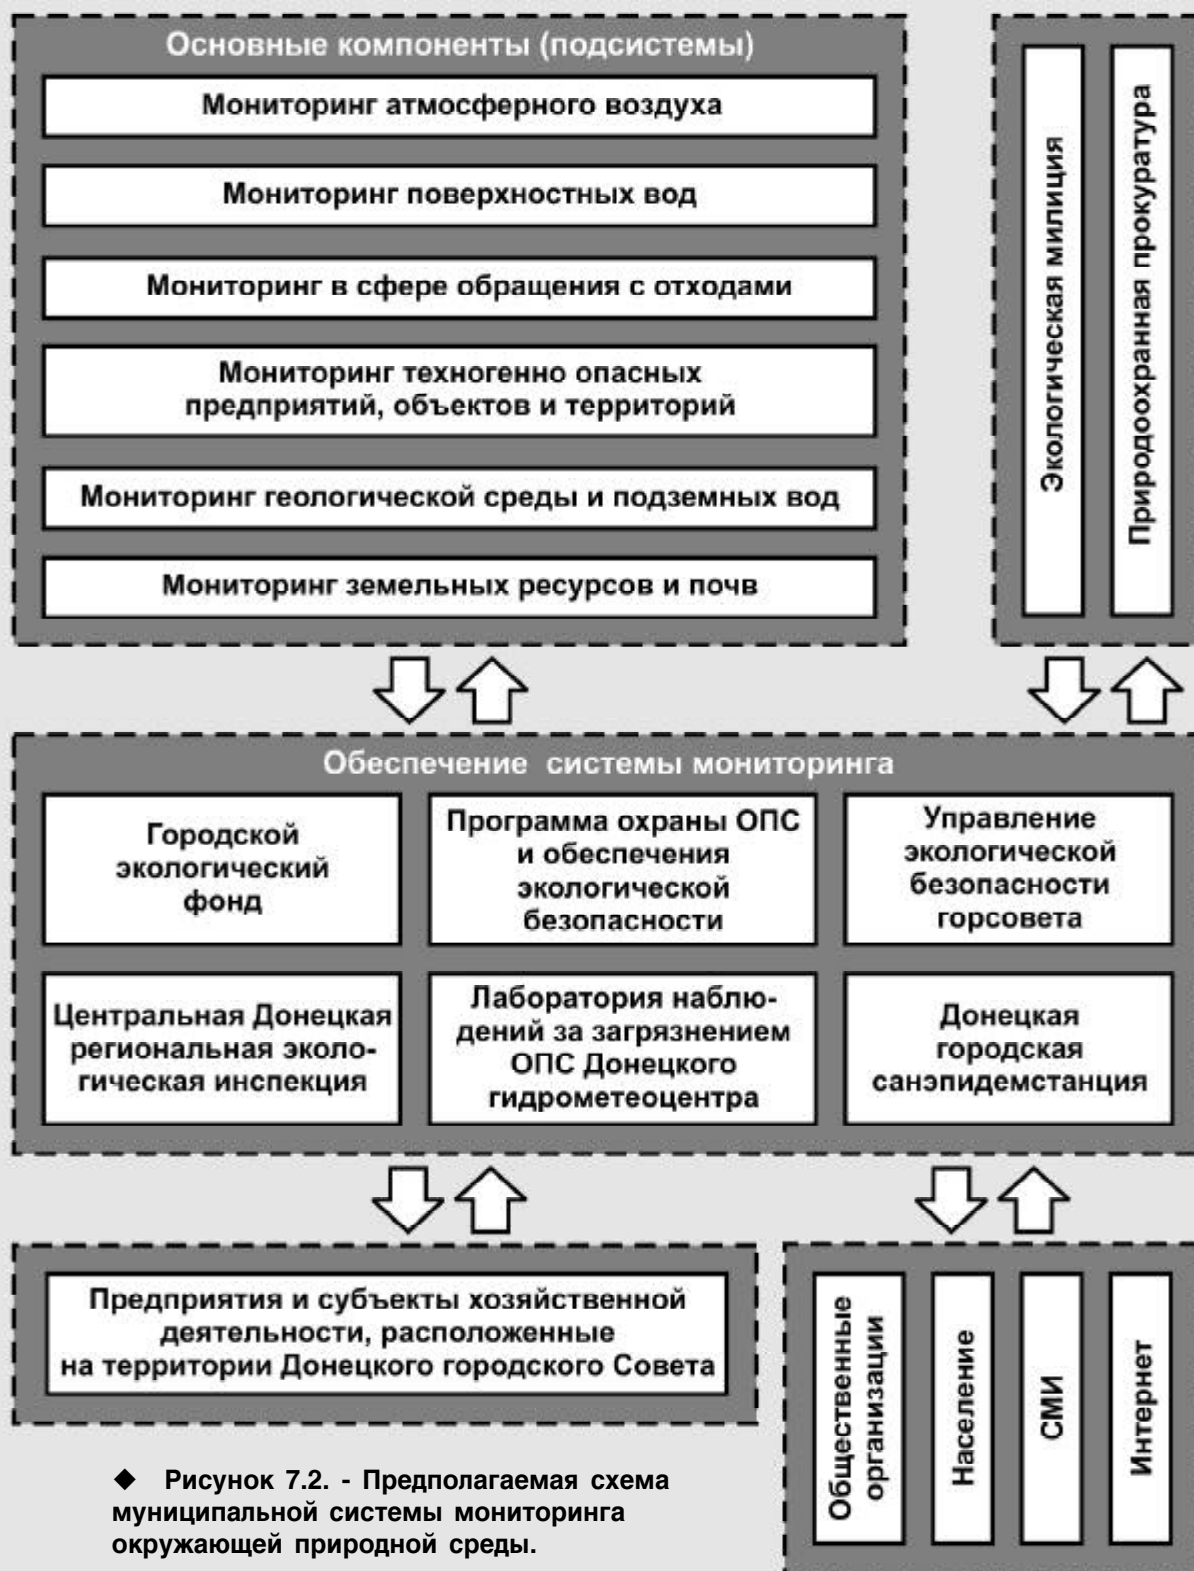 Основные компоненты (подсистемы)
Мониторинг атмосферного воздуха
Мониторинг поверхностных вод
Мониторинг в сфере обращения с отходами
Мониторинг техногенно опасных
предприятий, объектов и территорий
Мониторинг геологической среды и подземных вод
Мониторинг земельных ресурсов и почв
Экологическая милиция
Природоохранная прокуратура
Обеспечение системы мониторинга
Городской
экологический
фонд
Программа охраны ОПС
и обеспечения
экологической
безопасности
Управление
экологической
безопасности
горсовета
Центральная Донецкая
региональная эколо-
гическая инспекция
Лаборатория наблю-
дений за загрязнением
ОПС Донецкого
гидрометеоцентра
Донецкая
городская
санэпидемстанция
Предприятия и субъекты хозяйственной
деятельности, расположенные
на территории Донецкого городского Совета
Общественные
организации
Население
СМИ
Интернет
◆ Рисунок 7.2. - Предполагаемая схема
муниципальной системы мониторинга
окружающей природной среды.